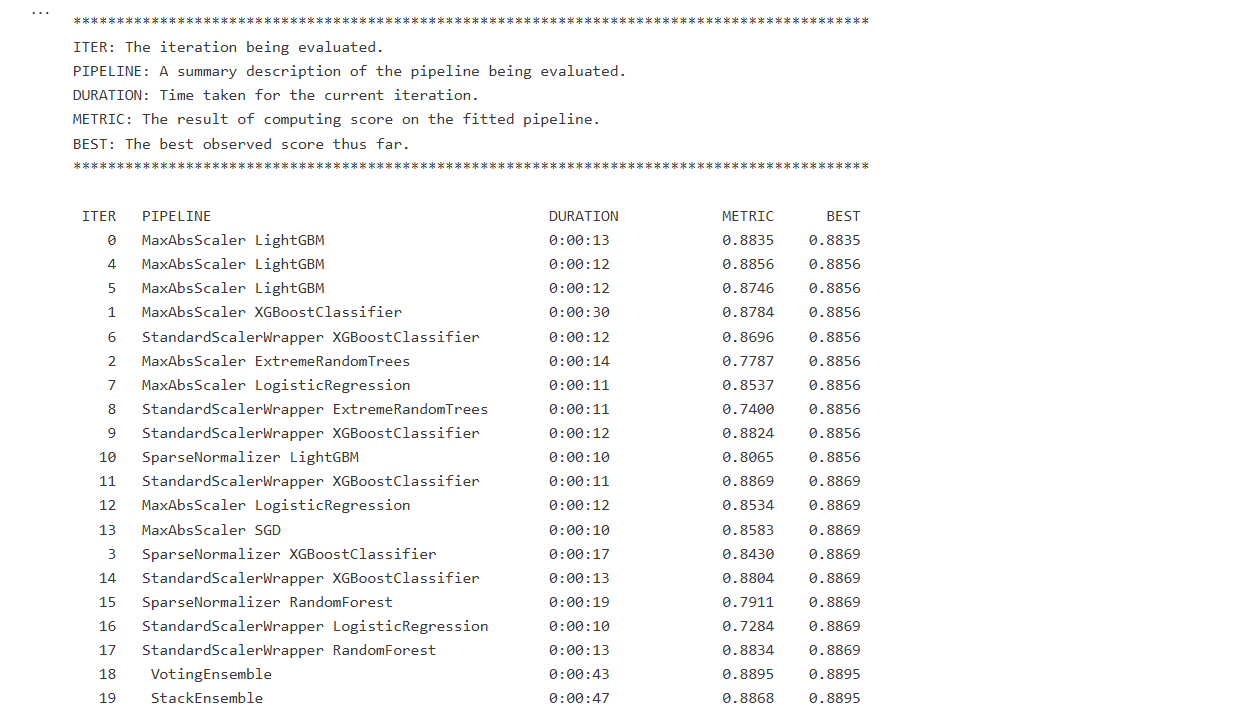 ...
********************************************************************************************
ITER: The iteration being evaluated.
PIPELINE: A summary description of the pipeline being evaluated.
DURATION: Time taken for the current iteration.
METRIC: The result of computing score on the fitted pipeline.
BEST: The best observed score thus far.
********************************************************************************************
ITER PIPELINE DURATION METRIC BEST
0 MaxAbsScaler LightGBM 0:00:13 0.8835 0.8835
4 MaxAbsScaler LightGBM 0:00:12 0.8856 0.8856
5 MaxAbsScaler LightGBM 0:00:12 0.8746 0.8856
1 MaxAbsScaler XGBoostClassifier 0:00:30 0.8784 0.8856
6 StandardScalerWrapper XGBoostClassifier 0:00:12 0.8696 0.8856
2 MaxAbsScaler ExtremeRandomTrees 0:00:14 0.7787 0.8856
7 MaxAbsScaler LogisticRegression 0:00:11 0.8537 0.8856
8 StandardScalerWrapper ExtremeRandomTrees 0:00:11 0.7400 0.8856
9 StandardScalerWrapper XGBoostClassifier 0:00:12 0.8824 0.8856
10 SparseNormalizer LightGBM 0:00:10 0.8065 0.8856
11 StandardScalerWrapper XGBoostClassifier 0:00:11 0.8869 0.8869
12 MaxAbsScaler LogisticRegression 0:00:12 0.8534 0.8869
13 MaxAbsScaler SGD 0:00:10 0.8583 0.8869
3 SparseNormalizer XGBoostClassifier 0:00:17 0.8430 0.8869
14 StandardScalerWrapper XGBoostClassifier 0:00:13 0.8804 0.8869
15 SparseNormalizer RandomForest 0:00:19 0.7911 0.8869
16 StandardScalerWrapper LogisticRegression 0:00:10 0.7284 0.8869
17 StandardScalerWrapper RandomForest 0:00:13 0.8834 0.8869
18 VotingEnsemble 0:00:43 0.8895 0.8895
19 StackEnsemble 0:00:47 0.8868 0.8895